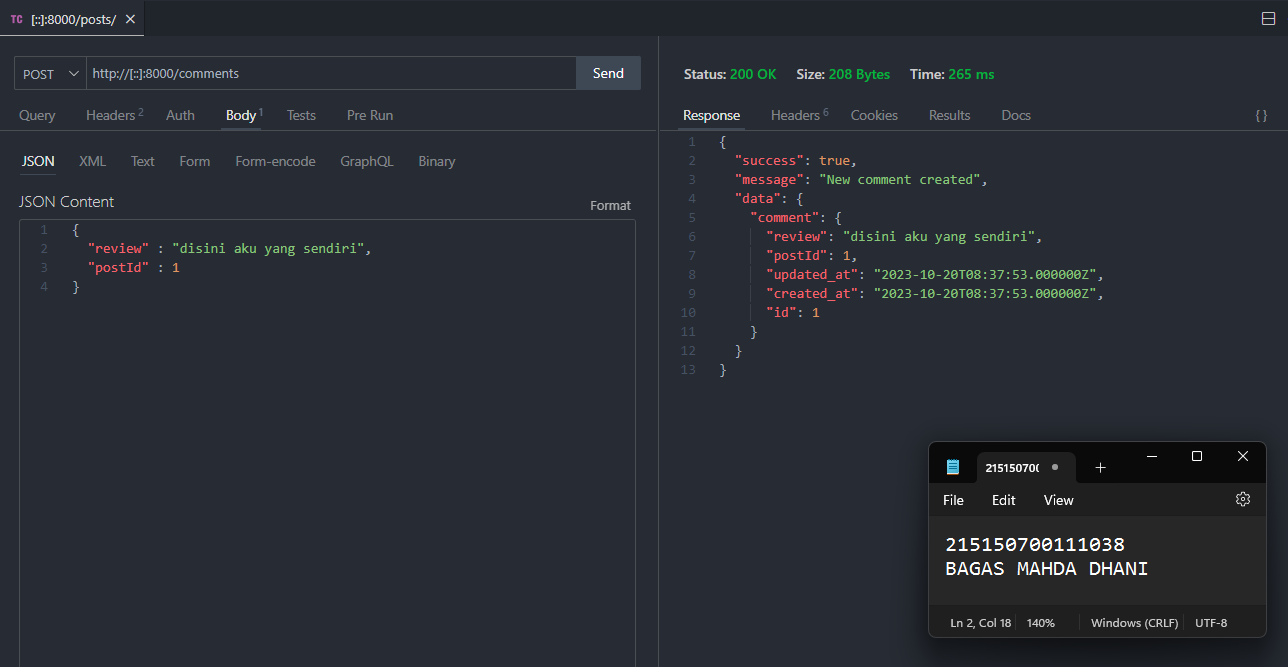 TC [::]:8000/posts/
POST http://[::]:8000/comments Send
Query Headers 2 Auth Body 1 Tests Pre Run
JSON XML Text Form Form-encode GraphQL Binary
JSON Content Format
1 {
2 "review" : "disini aku yang sendiri",
3 "postId" : 1
4 }
Status: 200 OK Size: 208 Bytes Time: 265 ms
Response Headers 6 Cookies Results Docs { }
1 {
2 "success": true,
3 "message": "New comment created",
4 "data": {
5 "comment": {
6 "review": "disini aku yang sendiri",
7 "postId": 1,
8 "updated_at": "2023-10-20T08:37:53.000000Z",
9 "created_at": "2023-10-20T08:37:53.000000Z",
10 "id": 1
11 }
12 }
13 }
21515070
File Edit View
215150700111038
BAGAS MAHDA DHANI
Ln 2, Col 18 140% Windows (CRLF) UTF-8